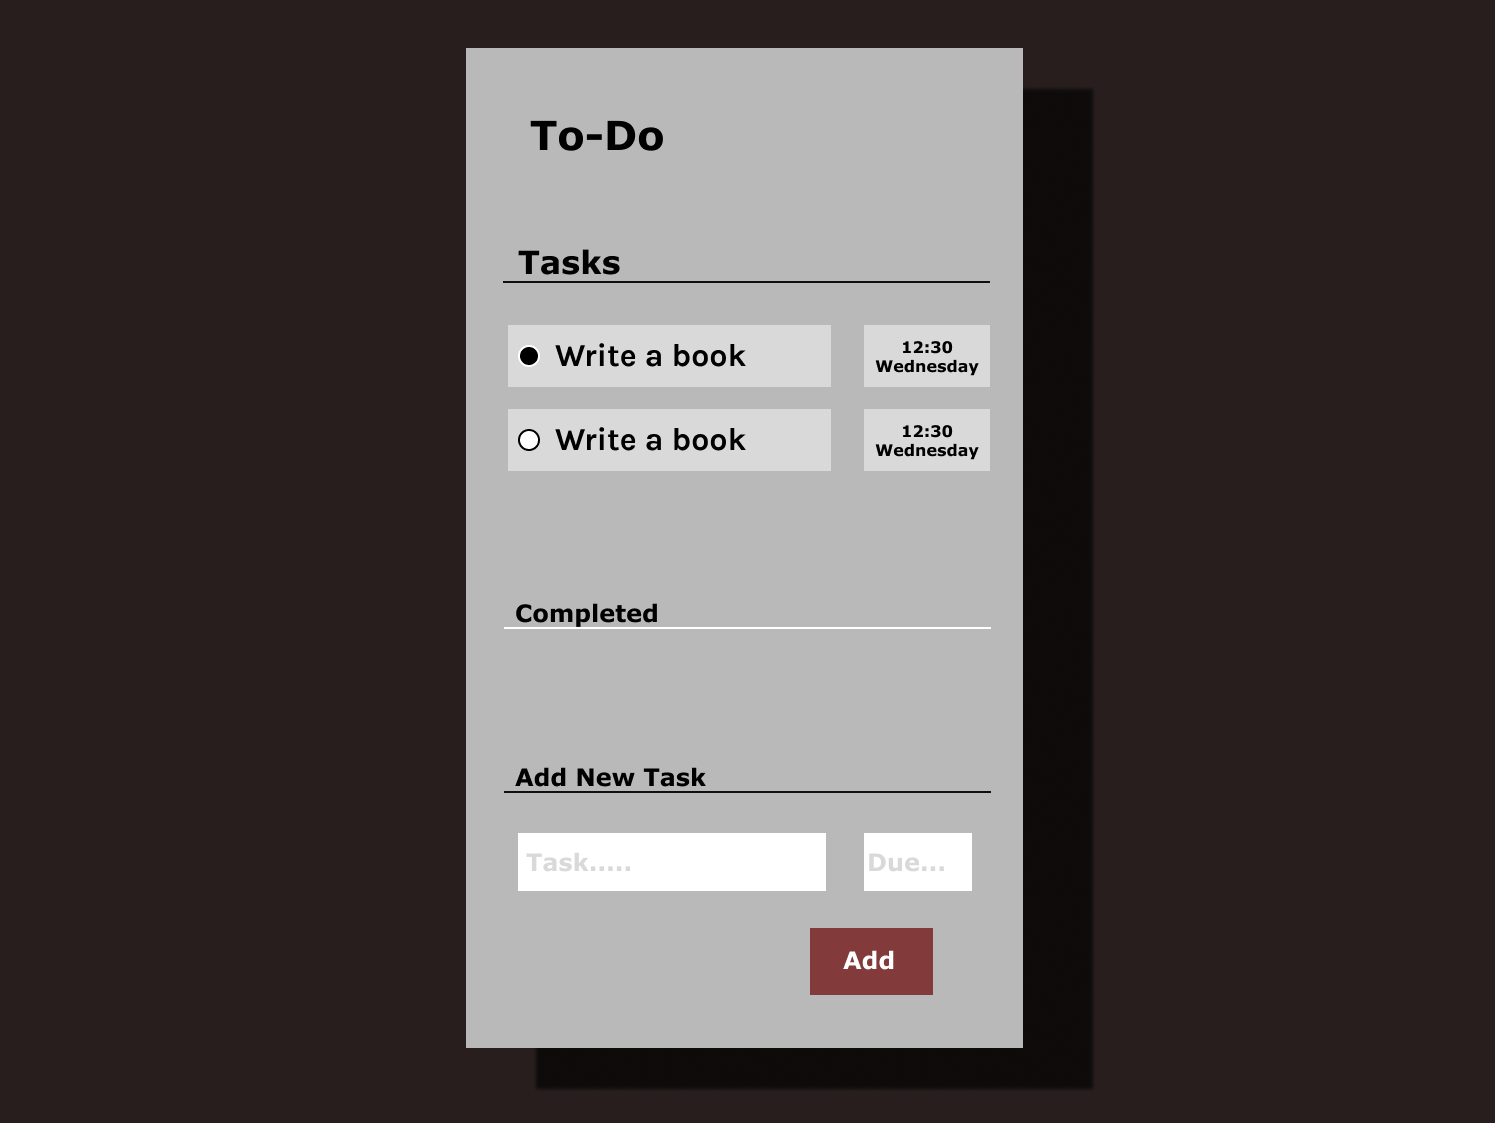 To-Do
Tasks
Write a book
12:30
Wednesday
Write a book
12:30
Wednesday
Completed
Add New Task
Task.....
Due...
Add